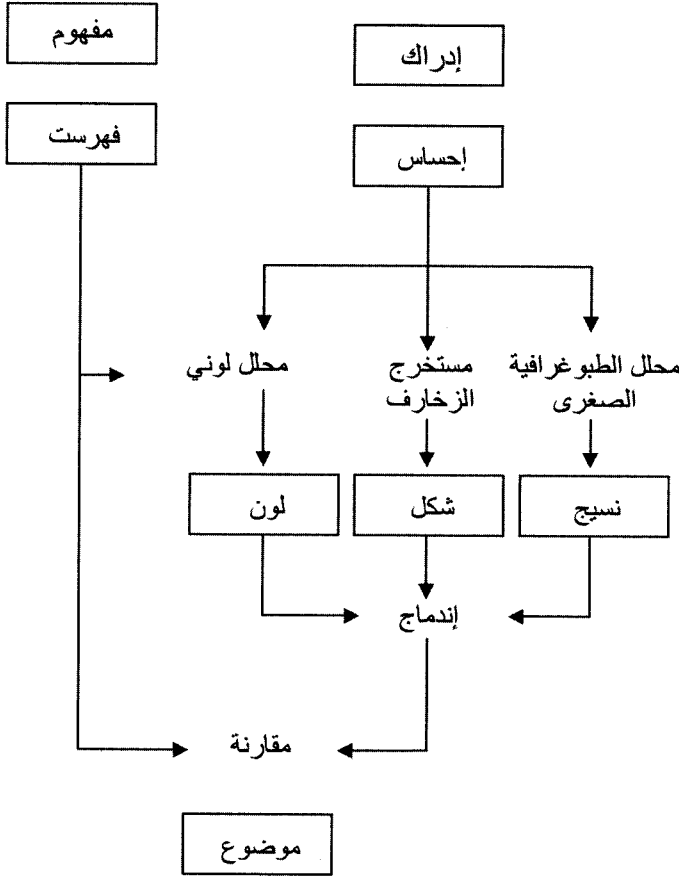 مفهوم
إدراك
فهرست
إحساس
محلل الطبوغرافية
الصغرى
مستخرج
الزخارف
محلل لوني
نسيج
شكل
لون
إندماج
مقارنة
موضوع